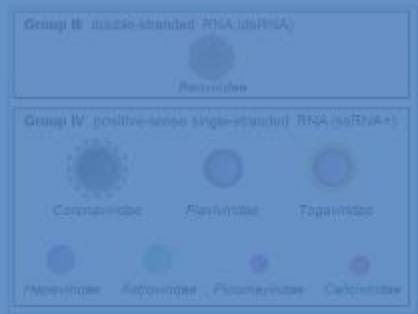 Group III: double-stranded RNA (dsRNA)
Reoviridae
Group IV: positive-sense single-stranded RNA (ssRNA+)
Coronaviridae Flaviviridae Togaviridae
Hepeviridae Astroviridae Picornaviridae Caliciviridae